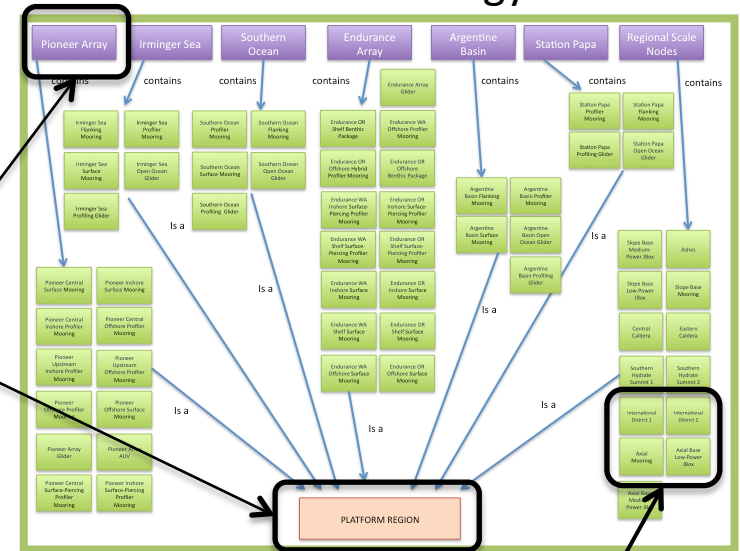 Pioneer Array
Irminger Sea
Southern
Ocean
Endurance
Array
Argentine
Basin
Station Papa
Regional Scale
Nodes
contains
contains
contains
contains
contains
contains
Endurance Array
Glider
Irminger Sea
Flanking
Mooring
Irminger Sea
Profiler
Mooring
Irminger Sea
Surface
Mooring
Irminger Sea
Open Ocean
Glider
Irminger Sea
Profiling Glider
Southern Ocean
Profiler
Mooring
Southern Ocean
Flanking
Mooring
Southern Ocean
Surface Mooring
Southern Ocean
Open Ocean
Glider
Southern Ocean
Profiling Glider
Endurance OR
Shelf Benthic
Package
Endurance WA
Offshore Profiler
Mooring
Endurance OR
Offshore Hybrid
Profiler Mooring
Endurance OR
Offshore
Benthic Package
Endurance WA
Inshore Surface-
Piercing Profiler
Mooring
Endurance OR
Inshore Surface-
Piercing Profiler
Mooring
Endurance WA
Shelf Surface-
Piercing Profiler
Mooring
Endurance OR
Shelf Surface-
Piercing Profiler
Mooring
Endurance WA
Inshore Surface
Mooring
Endurance OR
Inshore Surface
Mooring
Endurance WA
Shelf Surface
Mooring
Endurance OR
Shelf Surface
Mooring
Endurance WA
Offshore Surface
Mooring
Endurance OR
Offshore Surface
Mooring
Argentine
Basin Flanking
Mooring
Argentine
Basin Profiler
Mooring
Argentine
Basin Surface
Mooring
Argentine
Basin Open
Ocean Glider
Argentine
Basin Profiling
Glider
Station Papa
Profiler
Mooring
Station Papa
Flanking
Mooring
Station Papa
Profiling Glider
Station Papa
Open Ocean
Glider
Slope Base
Medium-
Power JBox
Ashes
Slope Base
Low-Power
JBox
Slope Base
Mooring
Central
Caldera
Eastern
Caldera
Southern
Hydrate
Summit 1
Southern
Hydrate
Summit 2
International
District 1
International
District 2
Axial
Mooring
Axial Base
Low-Power
JBox
Axial Base
Medium-
Power JBox
Pioneer Central
Surface Mooring
Pioneer Inshore
Surface Mooring
Pioneer Central
Inshore Profiler
Mooring
Pioneer Central
Offshore Profiler
Mooring
Pioneer
Upstream
Inshore Profiler
Mooring
Pioneer
Upstream
Offshore Profiler
Mooring
Pioneer
Offshore Profiler
Mooring
Pioneer
Offshore Surface
Mooring
Pioneer Array
Glider
Pioneer Array
AUV
Pioneer Central
Surface-Piercing
Profiler
Mooring
Pioneer Inshore
Surface-Piercing
Profiler
Mooring
Is a
Is a
Is a
Is a
Is a
Is a
Is a
PLATFORM REGION